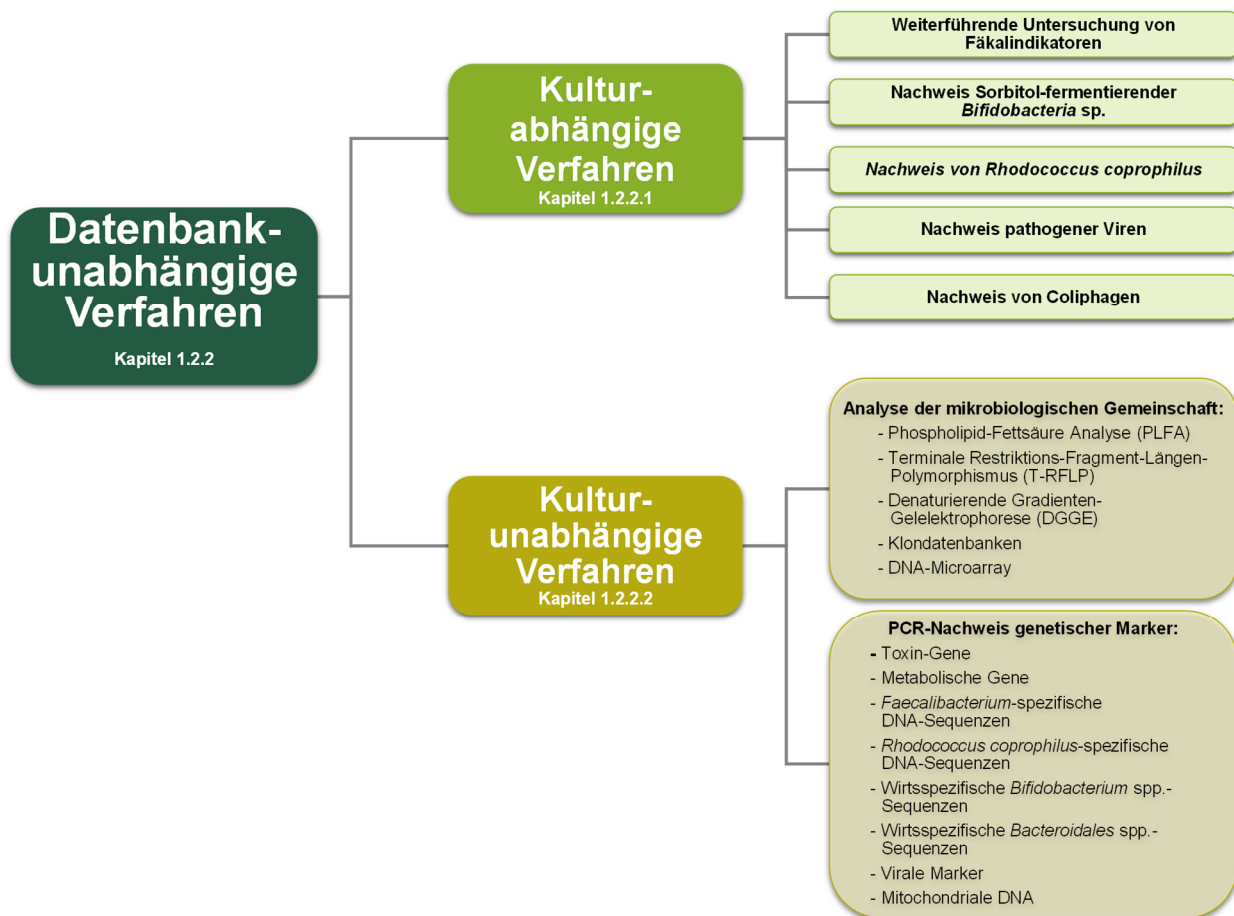 Datenbank-
unabhängige
Verfahren
Kapitel 1.2.2
Kultur-
abhängige
Verfahren
Kapitel 1.2.2.1
Weiterführende Untersuchung von
Fäkalindikatoren
Nachweis Sorbitol-fermentierender
Bifidobacteria sp.
Nachweis von Rhodococcus coprophilus
Nachweis pathogener Viren
Nachweis von Coliphagen
Kultur-
unabhängige
Verfahren
Kapitel 1.2.2.2
Analyse der mikrobiologischen Gemeinschaft:
- Phospholipid-Fettsäure Analyse (PLFA)
- Terminale Restriktions-Fragment-Längen-
Polymorphismus (T-RFLP)
- Denaturierende Gradienten-
Gelelektrophorese (DGGE)
- Klondatenbanken
- DNA-Microarray
PCR-Nachweis genetischer Marker:
- Toxin-Gene
- Metabolische Gene
- Faecalibacterium-spezifische
DNA-Sequenzen
- Rhodococcus coprophilus-spezifische
DNA-Sequenzen
- Wirtsspezifische Bifidobacterium spp.-
Sequenzen
- Wirtsspezifische Bacteroidales spp.-
Sequenzen
- Virale Marker
- Mitochondriale DNA